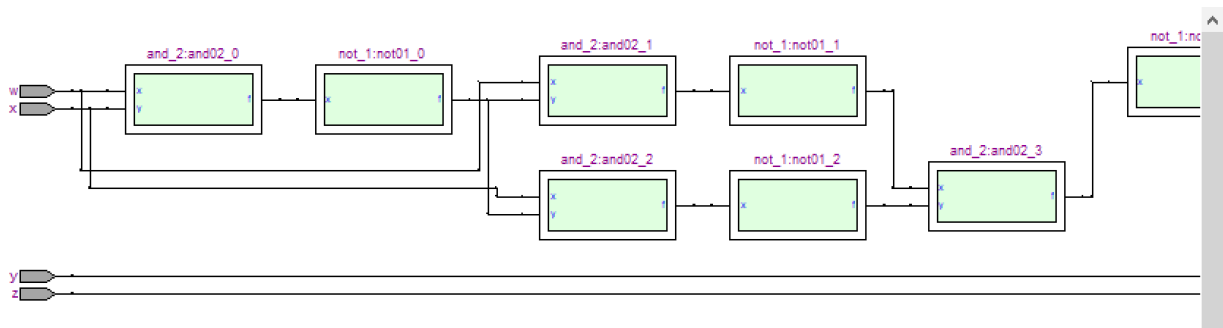 not_1:no
and_2:and02_0 not_1:not01_0 and_2:and02_1 not_1:not01_1
w x f x f x f x f x
x y y
and_2:and02_2 not_1:not01_2 and_2:and02_3
x f x f x f
y y
y
z